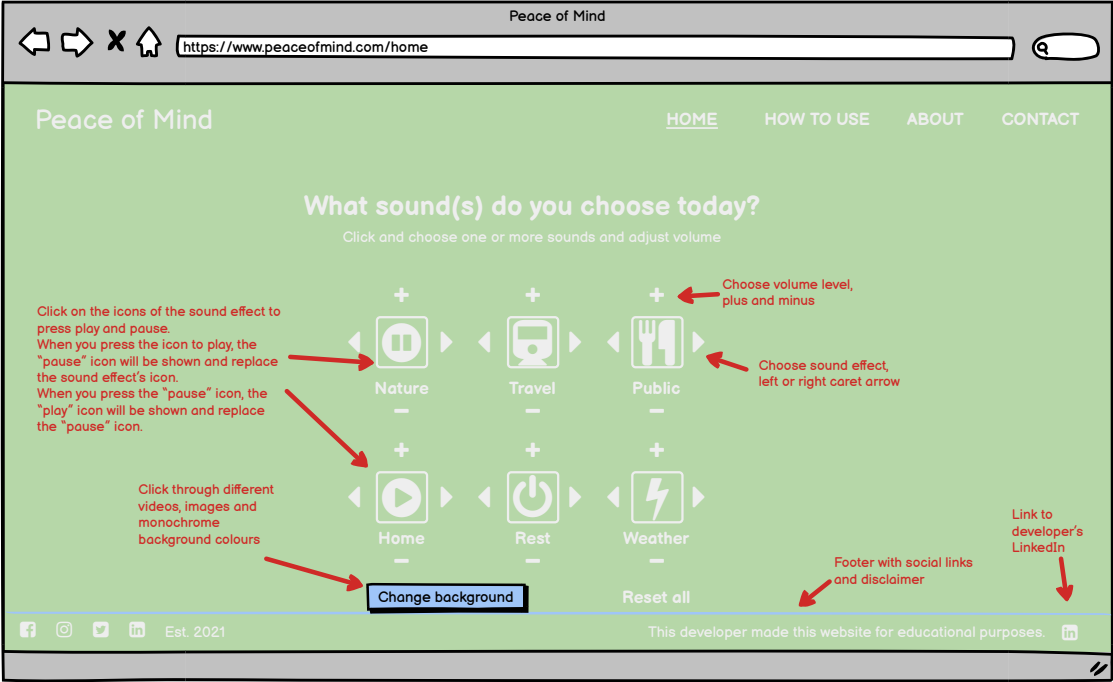 Peace of Mind
https://www.peaceofmind.com/home
Peace of Mind
HOME HOW TO USE ABOUT CONTACT
What sound(s) do you choose today?
Click and choose one or more sounds and adjust volume
Choose volume level,
plus and minus
Click on the icons of the sound effect to
press play and pause.
When you press the icon to play, the
“pause” icon will be shown and replace
the sound effect's icon.
When you press the “pause” icon, the
“play” icon will be shown and replace
the “pause” icon.
Choose sound effect,
left or right caret arrow
Nature Travel Public
Click through different
videos, images and
monochrome
background colours
Home Rest Weather
Link to
developer's
LinkedIn
Footer with social links
and disclaimer
Change background
Reset all
Est. 2021
This developer made this website for educational purposes.